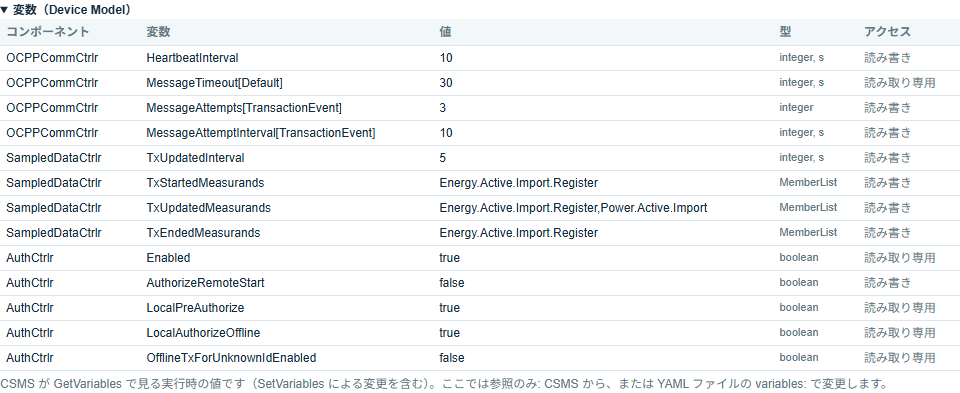 ▼ 変数（Device Model）
コンポーネント 変数 値 型 アクセス
OCPPCommCtrlr HeartbeatInterval 10 integer, s 読み書き
OCPPCommCtrlr MessageTimeout[Default] 30 integer, s 読み取り専用
OCPPCommCtrlr MessageAttempts[TransactionEvent] 3 integer 読み書き
OCPPCommCtrlr MessageAttemptInterval[TransactionEvent] 10 integer, s 読み書き
SampledDataCtrlr TxUpdatedInterval 5 integer, s 読み書き
SampledDataCtrlr TxStartedMeasurands Energy.Active.Import.Register MemberList 読み書き
SampledDataCtrlr TxUpdatedMeasurands Energy.Active.Import.Register,Power.Active.Import MemberList 読み書き
SampledDataCtrlr TxEndedMeasurands Energy.Active.Import.Register MemberList 読み書き
AuthCtrlr Enabled true boolean 読み取り専用
AuthCtrlr AuthorizeRemoteStart false boolean 読み書き
AuthCtrlr LocalPreAuthorize true boolean 読み取り専用
AuthCtrlr LocalAuthorizeOffline true boolean 読み取り専用
AuthCtrlr OfflineTxForUnknownIdEnabled false boolean 読み取り専用
CSMS が GetVariables で見る実行時の値です（SetVariables による変更を含む）。ここでは参照のみ: CSMS から、または YAML ファイルの variables: で変更します。